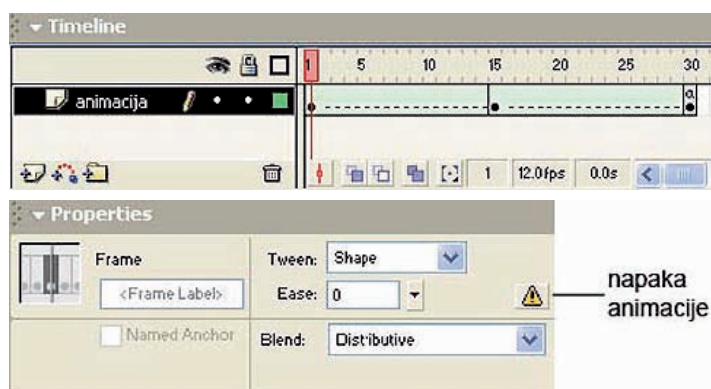 Timeline
1 5 10 15 20 25 30
animacija
a
1 12.0fps 0.0s
Properties
Frame Tween: Shape
<Frame Label> Ease: 0
napaka
animacije
Named Anchor Blend: Distributive